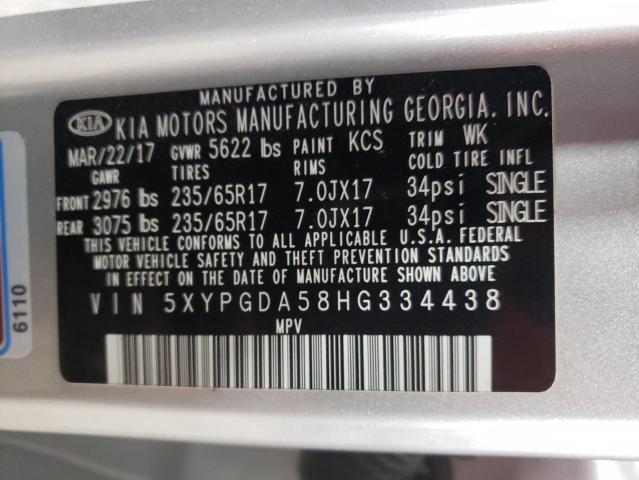 MANUFACTURED BY
KIA KIA MOTORS MANUFACTURING GEORGIA, INC.
MAR/22/17 GVWR 5622 lbs PAINT KCS TRIM WK
GAWR TIRES RIMS COLD TIRE INFL
FRONT 2976 lbs 235/65R17 7.0JX17 34psi SINGLE
REAR 3075 lbs 235/65R17 7.0JX17 34psi SINGLE
THIS VEHICLE CONFORMS TO ALL APPLICABLE U.S.A. FEDERAL
MOTOR VEHICLE SAFETY AND THEFT PREVENTION STANDARDS
IN EFFECT ON THE DATE OF MANUFACTURE SHOWN ABOVE.
VIN 5XYPGDA58HG334438
MPV
6110